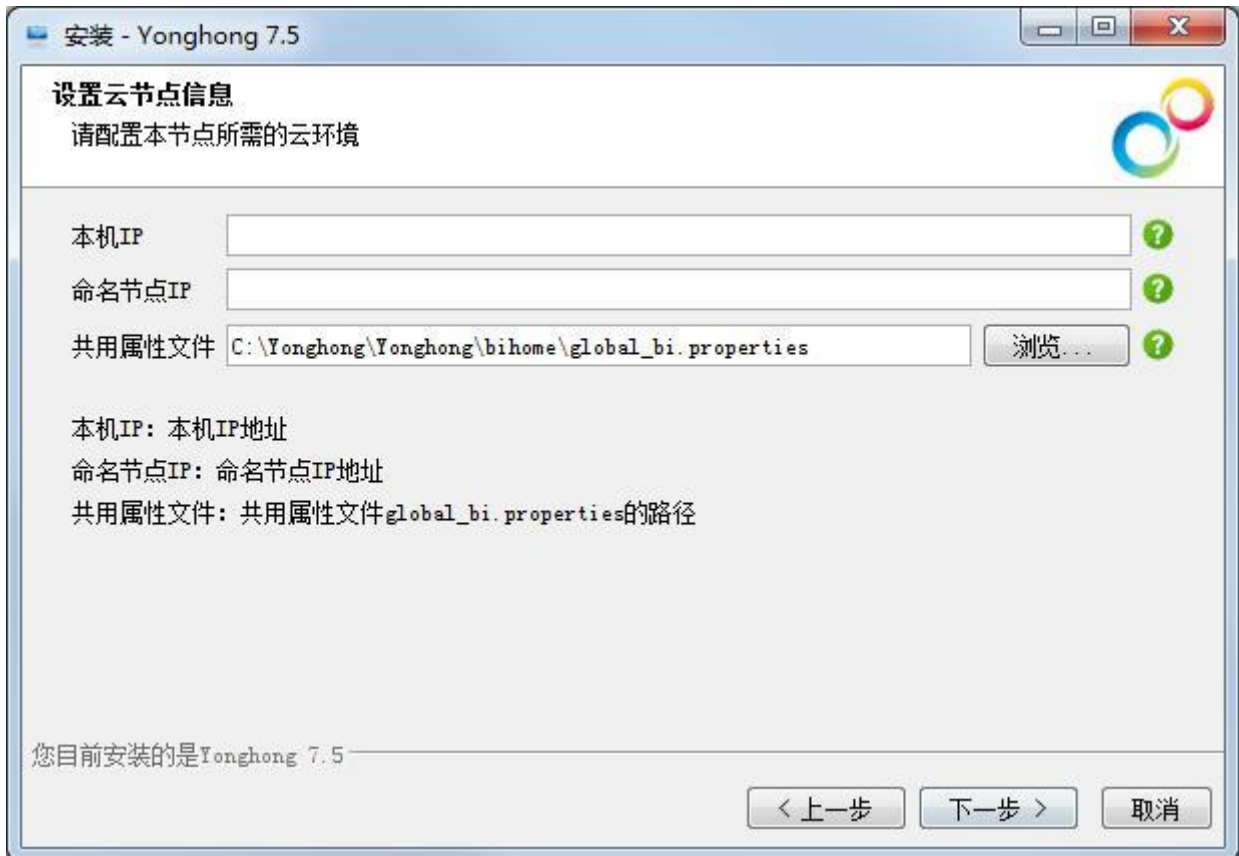 安装 - Yonghong 7.5
设置云节点信息
请配置本节点所需的云环境
本机IP
命名节点IP
共用属性文件 C:\Yonghong\Yonghong\bihome\global_bi.properties 浏览...
本机IP: 本机IP地址
命名节点IP: 命名节点IP地址
共用属性文件: 共用属性文件global_bi.properties的路径
您目前安装的是Yonghong 7.5
< 上一步 下一步 > 取消